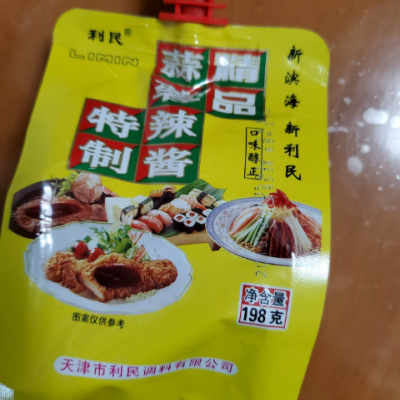 利民®
LIMIN
精品
蒜蓉辣酱
特制
口味醇正
新滨海 新利民
图案仅供参考
净含量
198克
天津市利民调料有限公司